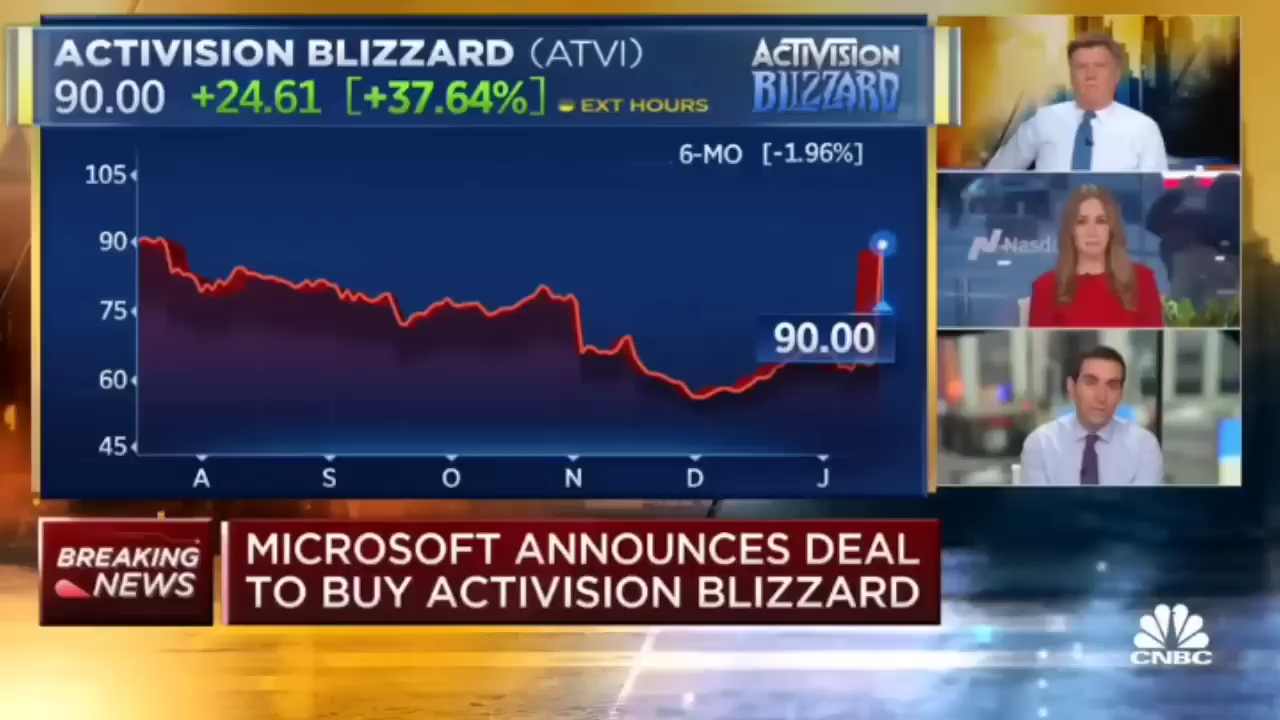 ACTIVISION BLIZZARD (ATVI)
90.00 +24.61 [+37.64%] EXT HOURS
ACTIVISION
BLIZZARD
6-MO [-1.96%]
105
90
75
60
45
90.00
A S O N D J
Nasd
BREAKING
NEWS
MICROSOFT ANNOUNCES DEAL
TO BUY ACTIVISION BLIZZARD
CNBC